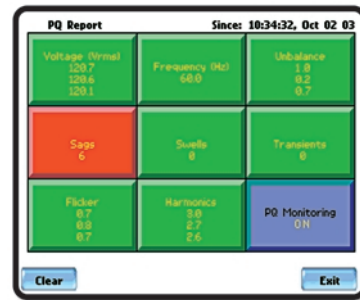 PQ Report Since: 10:34:32, Oct 02 03
Voltage (Vrms)
120.7
120.6
120.1
Frequency (Hz)
60.0
Unbalance
1.0
0.2
0.7
Sags
6
Swells
0
Transients
0
Flicker
0.7
0.8
0.7
Harmonics
3.0
2.7
2.6
PQ Monitoring
ON
Clear Exit